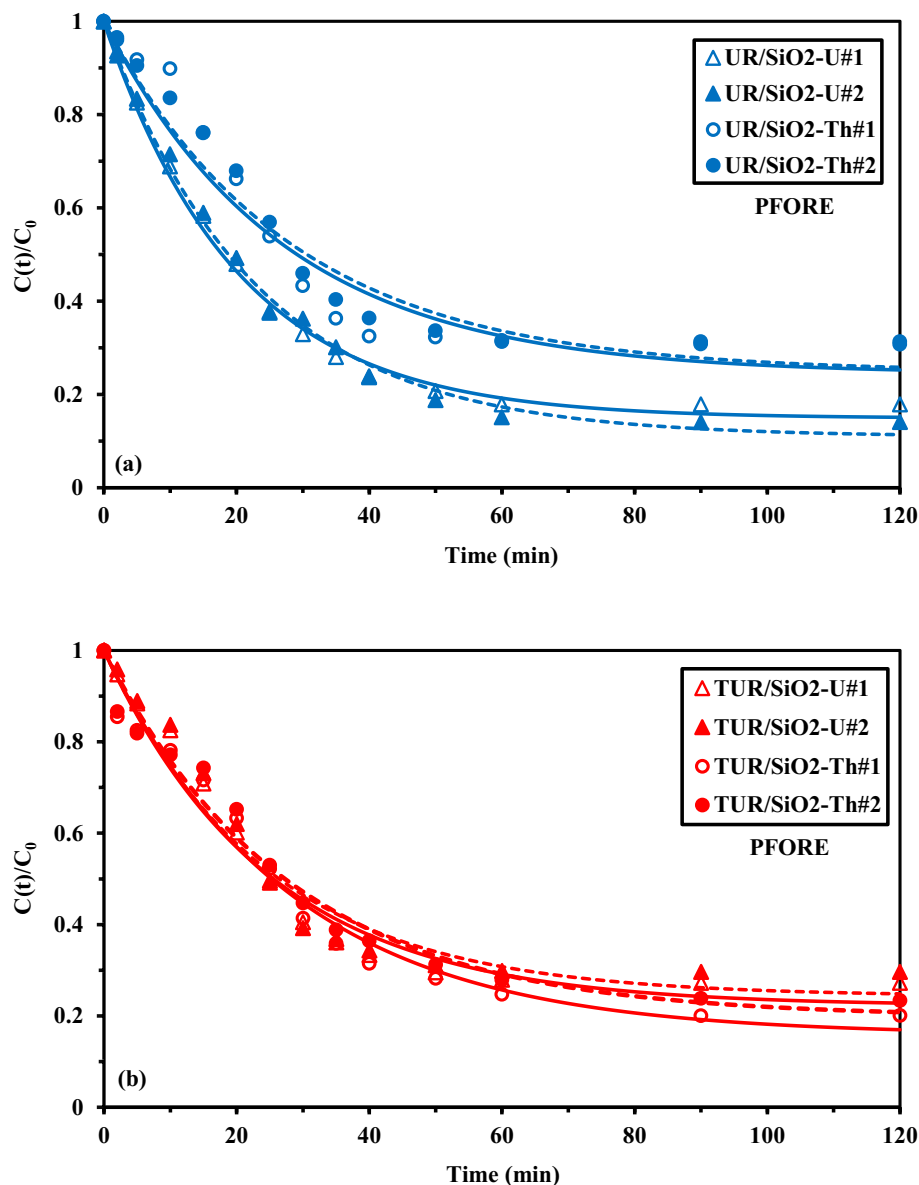 1
0.8
0.6
0.4
0.2
0
C(t)/C₀
UR/SiO2-U#1
UR/SiO2-U#2
UR/SiO2-Th#1
UR/SiO2-Th#2
PFORE
(a)
0 20 40 60 80 100 120
Time (min)
1
0.8
0.6
0.4
0.2
0
C(t)/C₀
TUR/SiO2-U#1
TUR/SiO2-U#2
TUR/SiO2-Th#1
TUR/SiO2-Th#2
PFORE
(b)
0 20 40 60 80 100 120
Time (min)